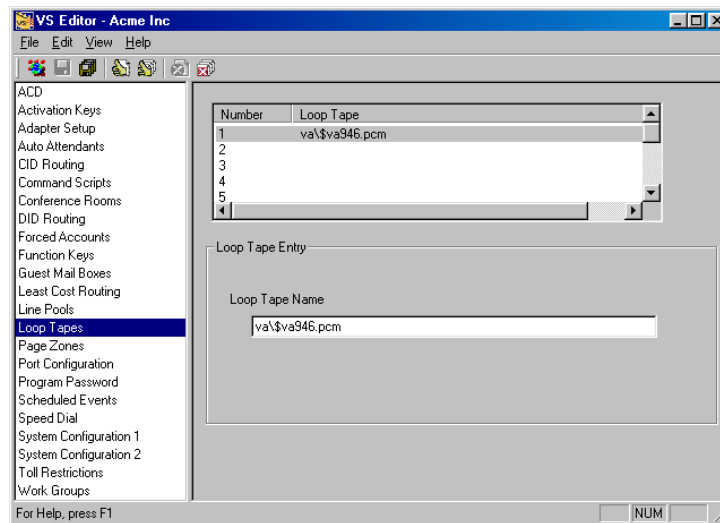 VS Editor - Acme Inc
File Edit View Help
ACD
Activation Keys
Adapter Setup
Auto Attendants
CID Routing
Command Scripts
Conference Rooms
DID Routing
Forced Accounts
Function Keys
Guest Mail Boxes
Least Cost Routing
Line Pools
Loop Tapes
Page Zones
Port Configuration
Program Password
Scheduled Events
Speed Dial
System Configuration 1
System Configuration 2
Toll Restrictions
Work Groups
Number Loop Tape
1 va\$va946.pcm
2
3
4
5
Loop Tape Entry
Loop Tape Name
va\$va946.pcm
For Help, press F1
NUM